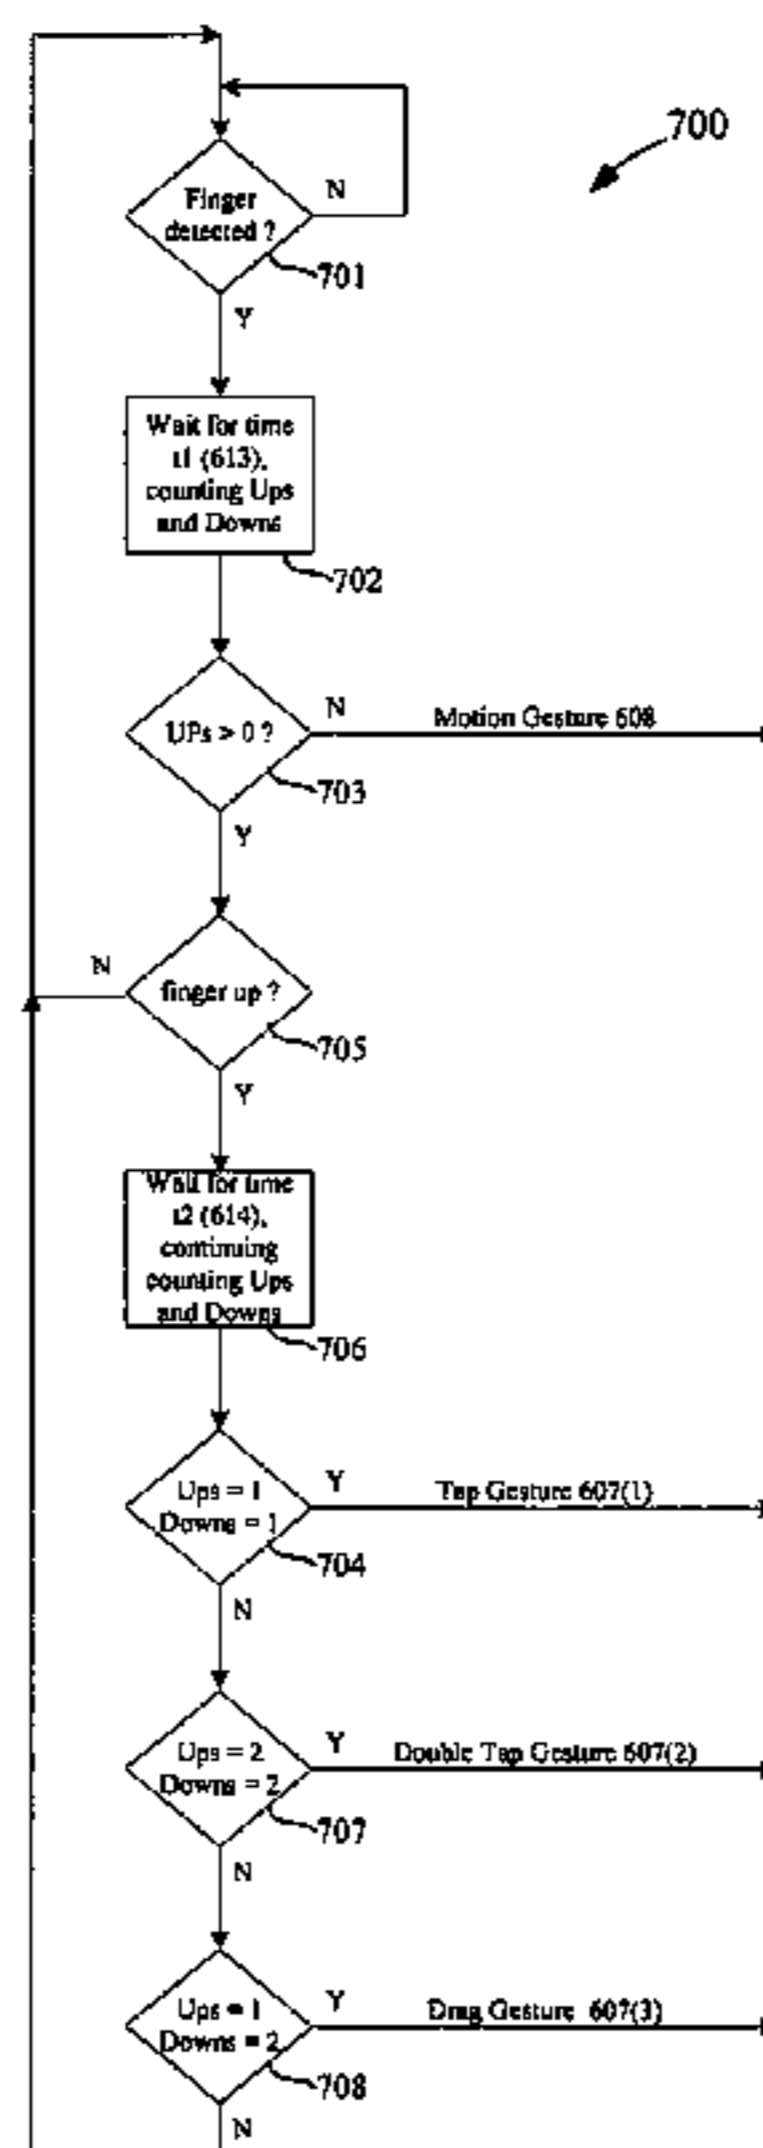 700
Finger
detected ?
N
701
Y
Wait for time
t1 (613),
counting Ups
and Downs
702
UPs > 0 ?
N
Motion Gesture 608
703
Y
N
finger up ?
705
Y
Wait for time
t2 (614),
continuing
counting Ups
and Downs
706
Ups = 1
Downs = 1
Y
Tap Gesture 607(1)
704
N
Ups = 2
Downs = 2
Y
Double Tap Gesture 607(2)
707
N
Ups = 1
Downs = 2
Y
Drag Gesture 607(3)
708
N